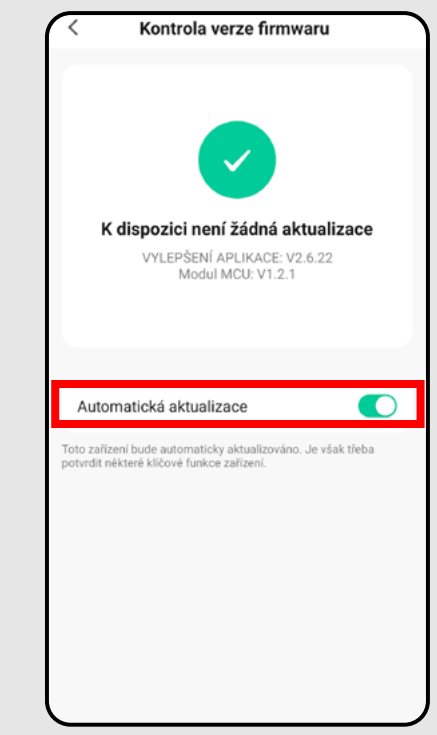 Kontrola verze firmwaru
K dispozici není žádná aktualizace
VYLEPŠENÍ APLIKACE: V2.6.22
Modul MCU: V1.2.1
Automatická aktualizace
Toto zařízení bude automaticky aktualizováno. Je však třeba
potvrdit některé klíčové funkce zařízení.